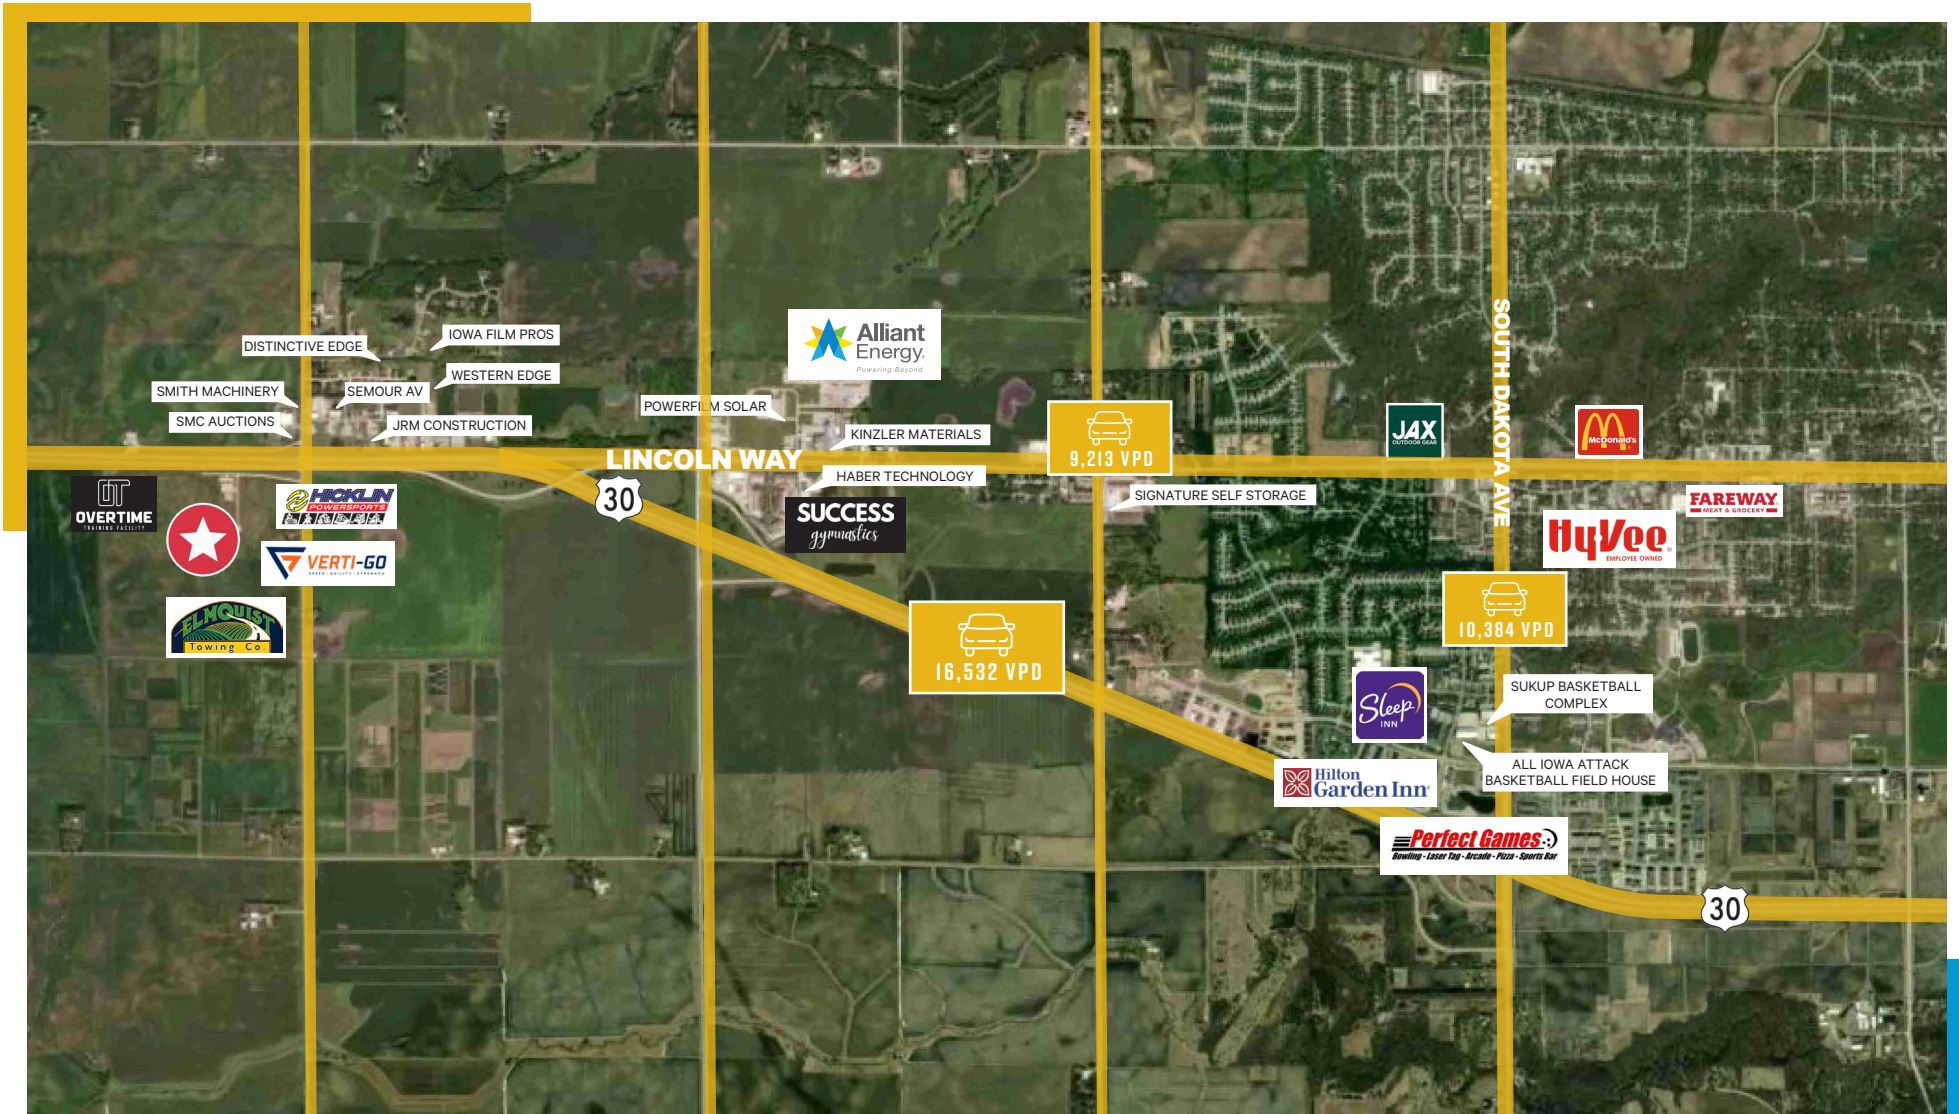 SOUTH DAKOTA AVE
Alliant
Energy
Powering Beyond
IOWA FILM PROS
DISTINCTIVE EDGE
WESTERN EDGE
SMITH MACHINERY
SEMOUR AV
SMC AUCTIONS
JRM CONSTRUCTION
POWERFILM SOLAR
KINZLER MATERIALS
9,213 VPD
JAX
OUTDOOR GEAR
McDonald's
LINCOLN WAY
HABER TECHNOLOGY
30
SIGNATURE SELF STORAGE
FAREWAY
MEAT & GROCERY
OT
OVERTIME
TRAINING FACILITY
HICKLIN
POWERSPORTS
SUCCESS
gymnastics
HyVee
EMPLOYEE OWNED
VERTI-GO
SPEED - AGILITY - STRENGTH
ELMQUIST
Towing Co.
16,532 VPD
10,384 VPD
Sleep
INN
SUKUP BASKETBALL
COMPLEX
ALL IOWA ATTACK
BASKETBALL FIELD HOUSE
Hilton
Garden Inn
Perfect Games
Bowling - Laser Tag - Arcade - Pizza - Sports Bar
30